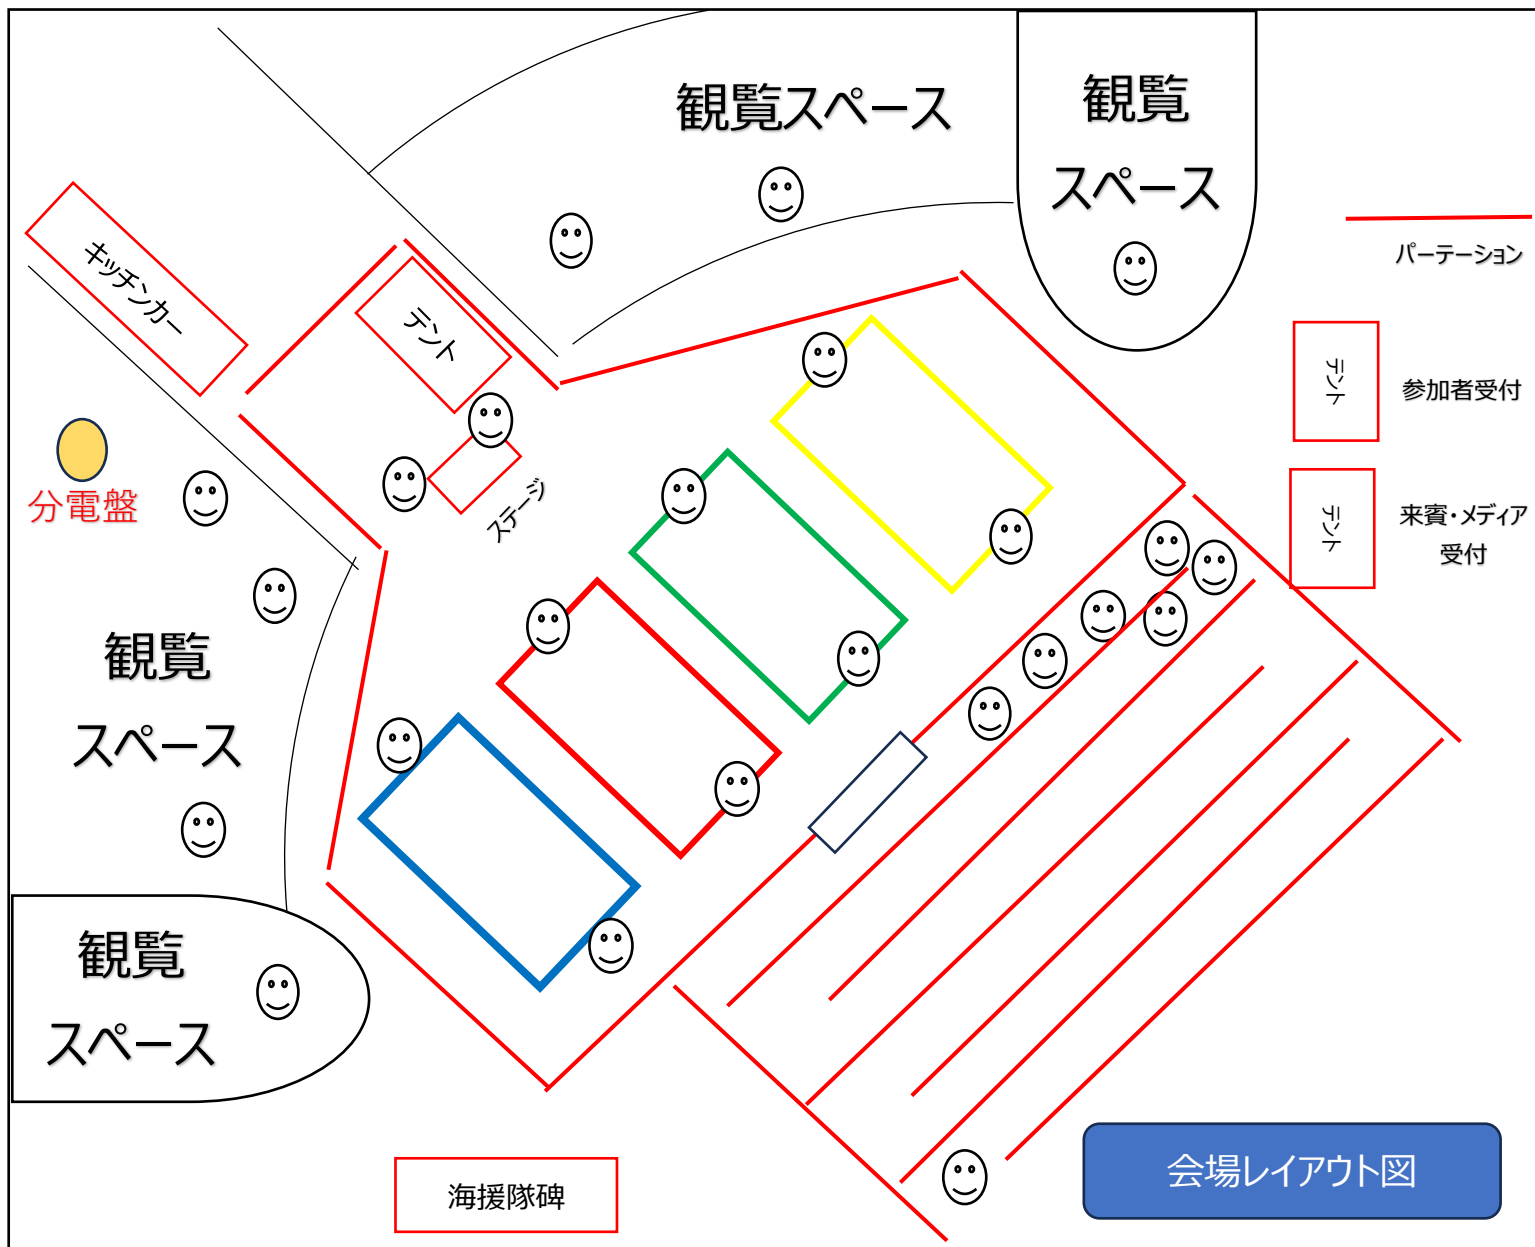 観覧スペース
観覧
スペース
パーテーション
キッチンカー
テント
テント
参加者受付
分電盤
ステージ
テント
来賓・メディア
受付
観覧
スペース
観覧
スペース
海援隊碑
会場レイアウト図